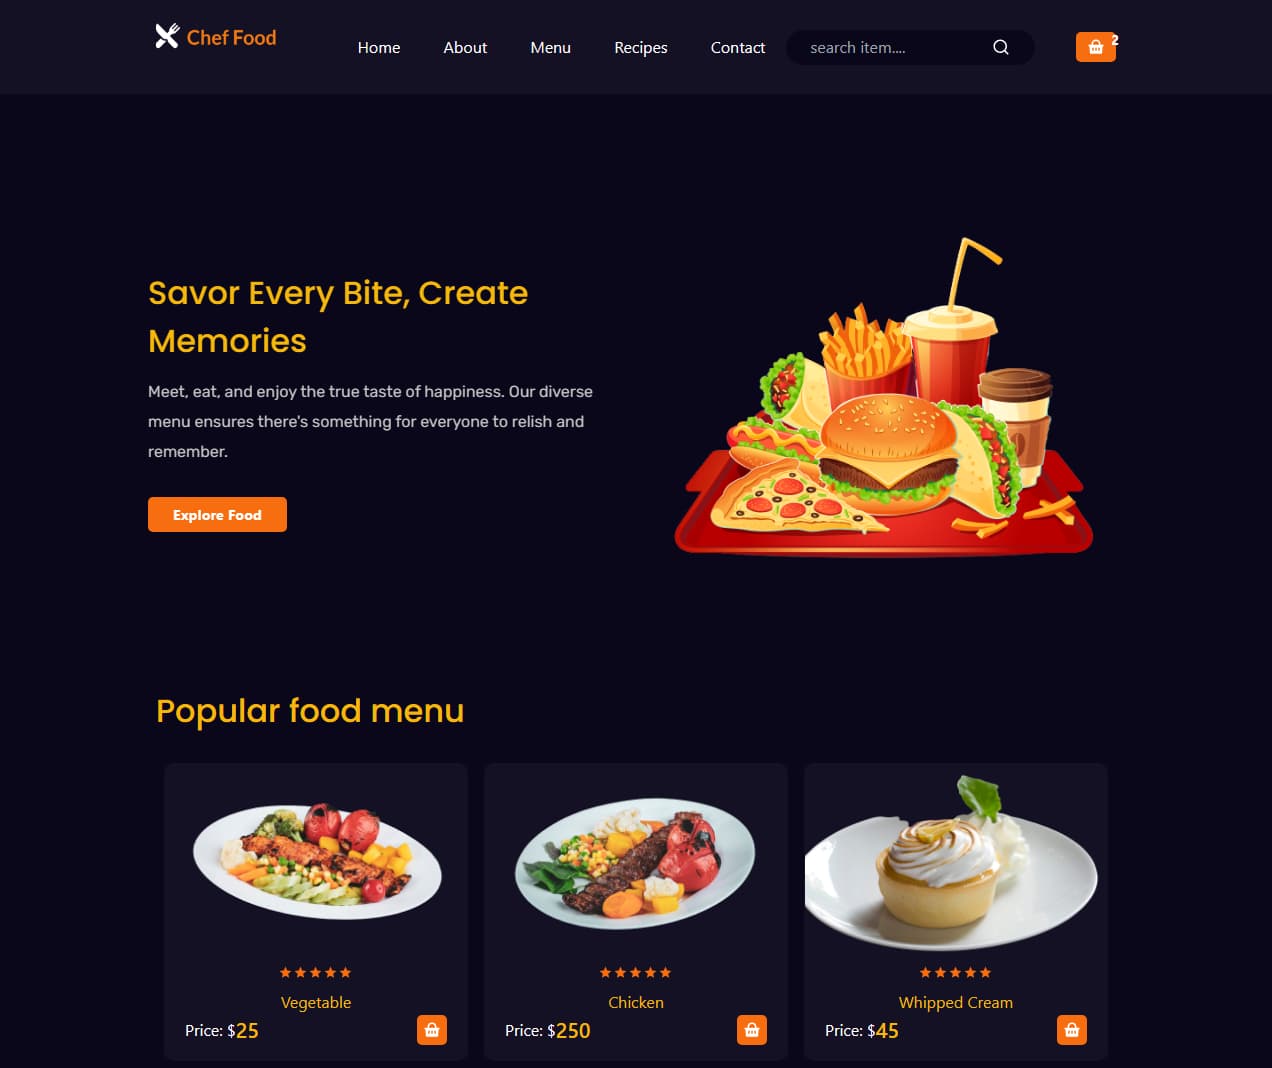 Chef Food
Home
About
Menu
Recipes
Contact
search item....
2
Savor Every Bite, Create
Memories
Meet, eat, and enjoy the true taste of happiness. Our diverse
menu ensures there's something for everyone to relish and
remember.
Explore Food
Popular food menu
Vegetable
Price: $25
Chicken
Price: $250
Whipped Cream
Price: $45